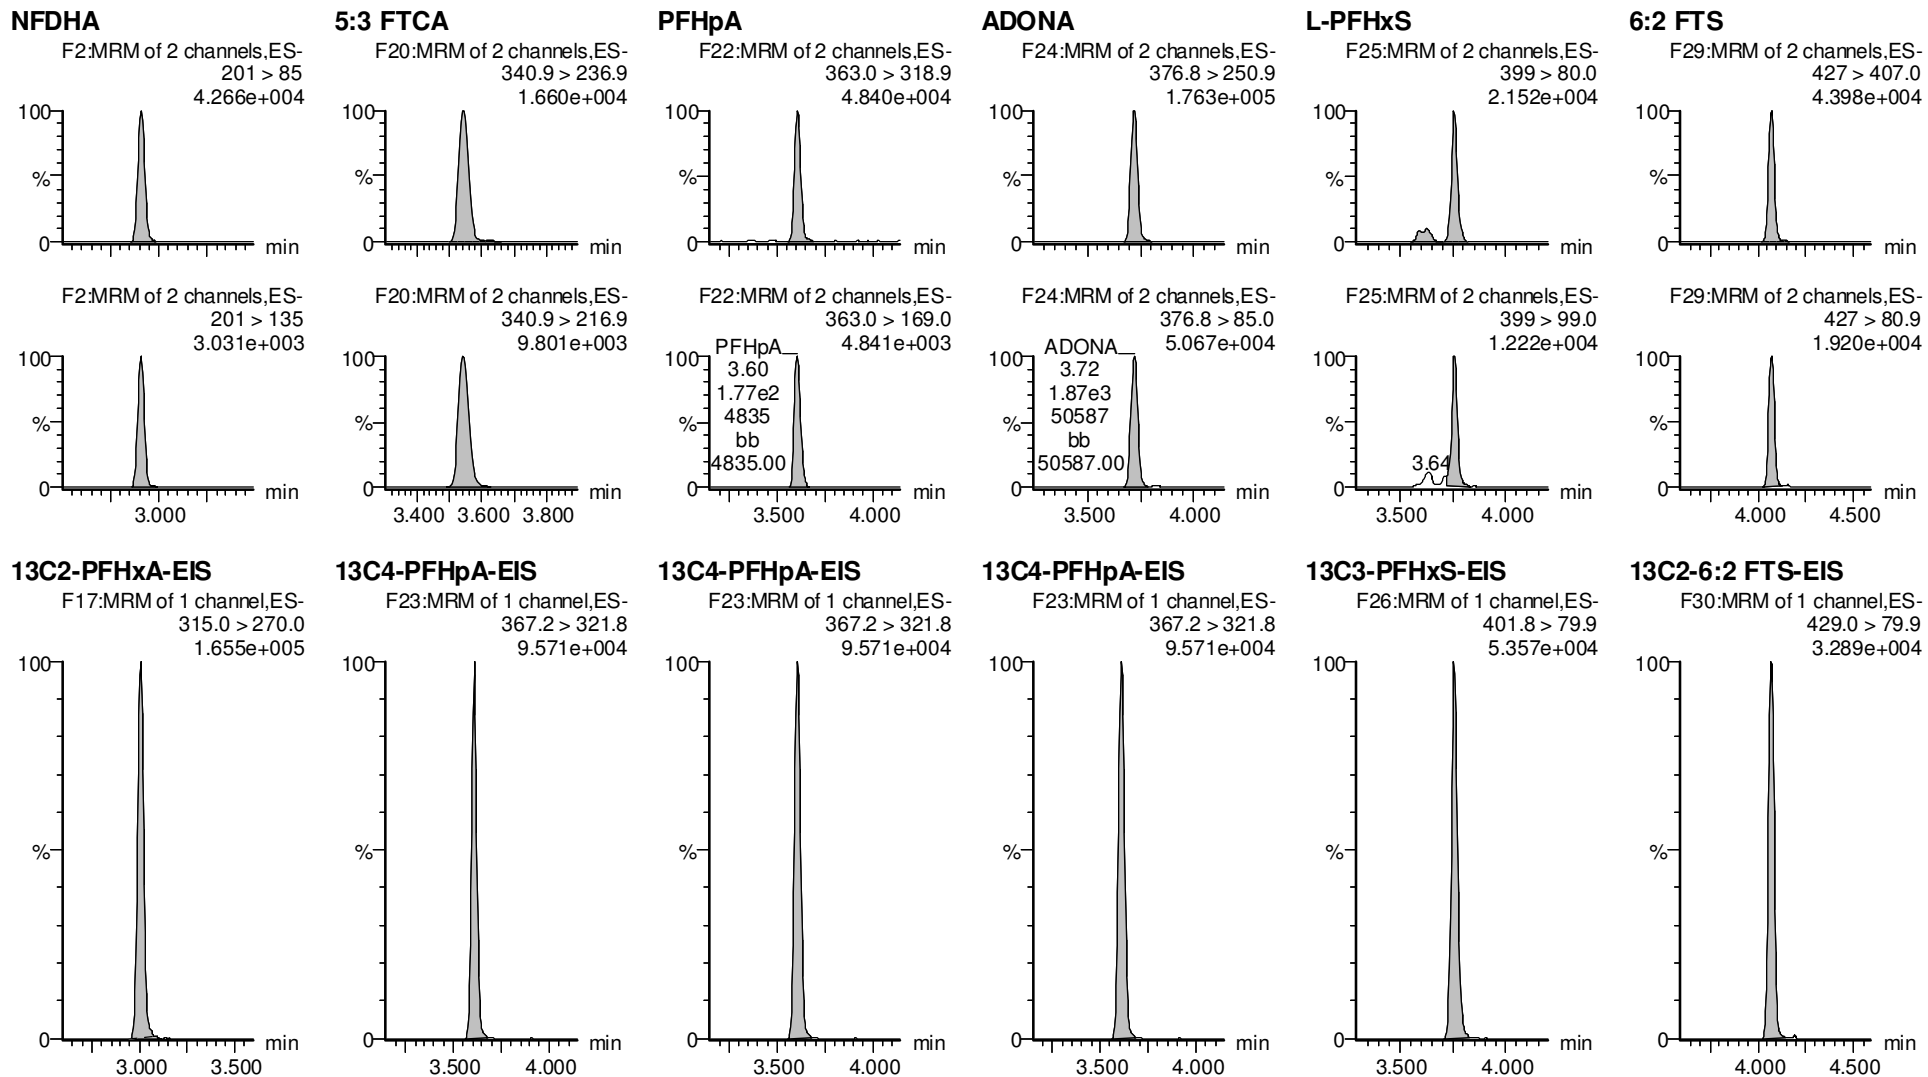 NFDHA
F2:MRM of 2 channels,ES-
201 > 85
4.266e+004
100
%
0
min
F2:MRM of 2 channels,ES-
201 > 135
3.031e+003
100
%
0
min
3.000
13C2-PFHxA-EIS
F17:MRM of 1 channel,ES-
315.0 > 270.0
1.655e+005
100
%
0
min
3.000 3.500
5:3 FTCA
F20:MRM of 2 channels,ES-
340.9 > 236.9
1.660e+004
100
%
0
min
F20:MRM of 2 channels,ES-
340.9 > 216.9
9.801e+003
100
%
0
min
3.400 3.600 3.800
13C4-PFHpA-EIS
F23:MRM of 1 channel,ES-
367.2 > 321.8
9.571e+004
100
%
0
min
3.500 4.000
PFHpA
F22:MRM of 2 channels,ES-
363.0 > 318.9
4.840e+004
100
%
0
min
F22:MRM of 2 channels,ES-
363.0 > 169.0
4.841e+003
PFHpA
3.60
1.77e2
4835
bb
4835.00
100
%
0
min
3.500 4.000
13C4-PFHpA-EIS
F23:MRM of 1 channel,ES-
367.2 > 321.8
9.571e+004
100
%
0
min
3.500 4.000
ADONA
F24:MRM of 2 channels,ES-
376.8 > 250.9
1.763e+005
100
%
0
min
F24:MRM of 2 channels,ES-
376.8 > 85.0
5.067e+004
ADONA
3.72
1.87e3
50587
bb
50587.00
100
%
0
min
3.500 4.000
13C4-PFHpA-EIS
F23:MRM of 1 channel,ES-
367.2 > 321.8
9.571e+004
100
%
0
min
3.500 4.000
L-PFHxS
F25:MRM of 2 channels,ES-
399 > 80.0
2.152e+004
100
%
0
min
F25:MRM of 2 channels,ES-
399 > 99.0
1.222e+004
100
%
3.64
0
min
3.500 4.000
13C3-PFHxS-EIS
F26:MRM of 1 channel,ES-
401.8 > 79.9
5.357e+004
100
%
0
min
3.500 4.000
6:2 FTS
F29:MRM of 2 channels,ES-
427 > 407.0
4.398e+004
100
%
0
min
F29:MRM of 2 channels,ES-
427 > 80.9
1.920e+004
100
%
0
min
4.000 4.500
13C2-6:2 FTS-EIS
F30:MRM of 1 channel,ES-
429.0 > 79.9
3.289e+004
100
%
0
min
4.000 4.500